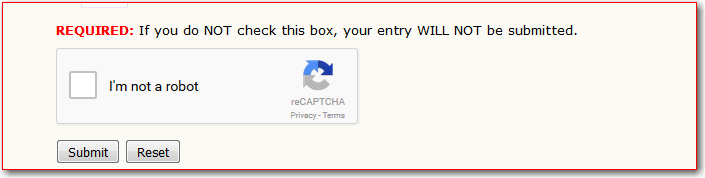 REQUIRED: If you do NOT check this box, your entry WILL NOT be submitted.
I'm not a robot
reCAPTCHA
Privacy - Terms
Submit Reset